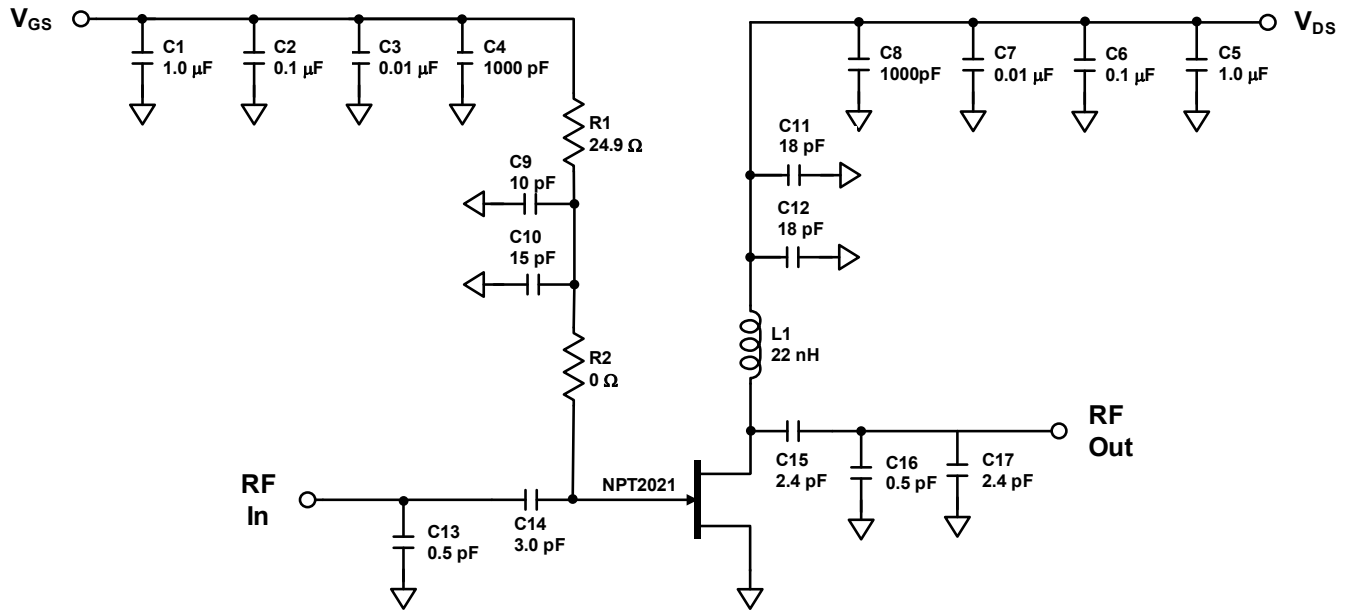 V_GS
C1
1.0 μF
C2
0.1 μF
C3
0.01 μF
C4
1000 pF
C8
1000pF
C7
0.01 μF
C6
0.1 μF
C5
1.0 μF
V_DS
R1
24.9 Ω
C9
10 pF
C10
15 pF
C11
18 pF
C12
18 pF
R2
0 Ω
L1
22 nH
RF
In
C13
0.5 pF
C14
3.0 pF
NPT2021
C15
2.4 pF
C16
0.5 pF
C17
2.4 pF
RF
Out